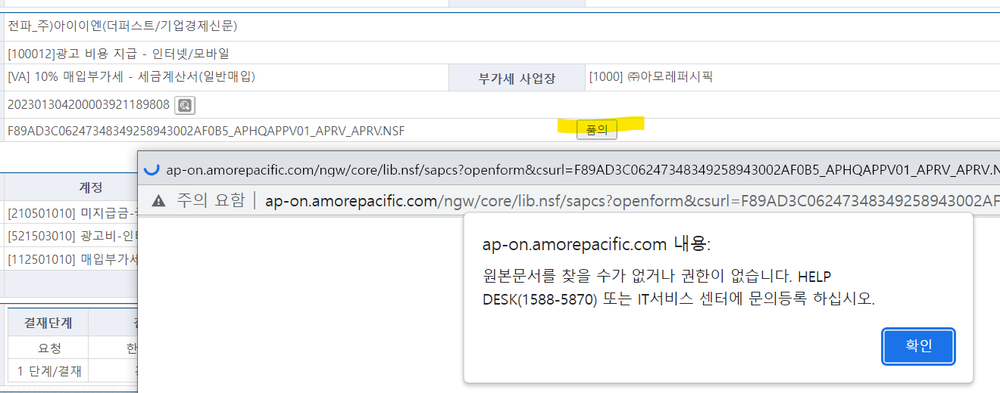 전파_주)아이이엔(더퍼스트/기업경제신문)
[100012]광고 비용 지급 - 인터넷/모바일
[VA] 10% 매입부가세 - 세금계산서(일반매입) 부가세 사업장 [1000] ㈜아모레퍼시픽
202301304200003921189808
F89AD3C06247348349258943002AF0B5_APHQAPPV01_APRV_APRV.NSF 품의
ap-on.amorepacific.com/ngw/core/lib.nsf/sapcs?openform&csurl=F89AD3C06247348349258943002AF0B5_APHQAPPV01_APRV_APRV.N
주의 요함 ap-on.amorepacific.com/ngw/core/lib.nsf/sapcs?openform&csurl=F89AD3C06247348349258943002AF
계정
[210501010] 미지급금-
[521503010] 광고비-인
[112501010] 매입부가세
ap-on.amorepacific.com 내용:
원본문서를 찾을 수가 없거나 권한이 없습니다. HELP
DESK(1588-5870) 또는 IT서비스 센터에 문의등록 하십시오.
확인
결재단계
요청 한
1 단계/결재